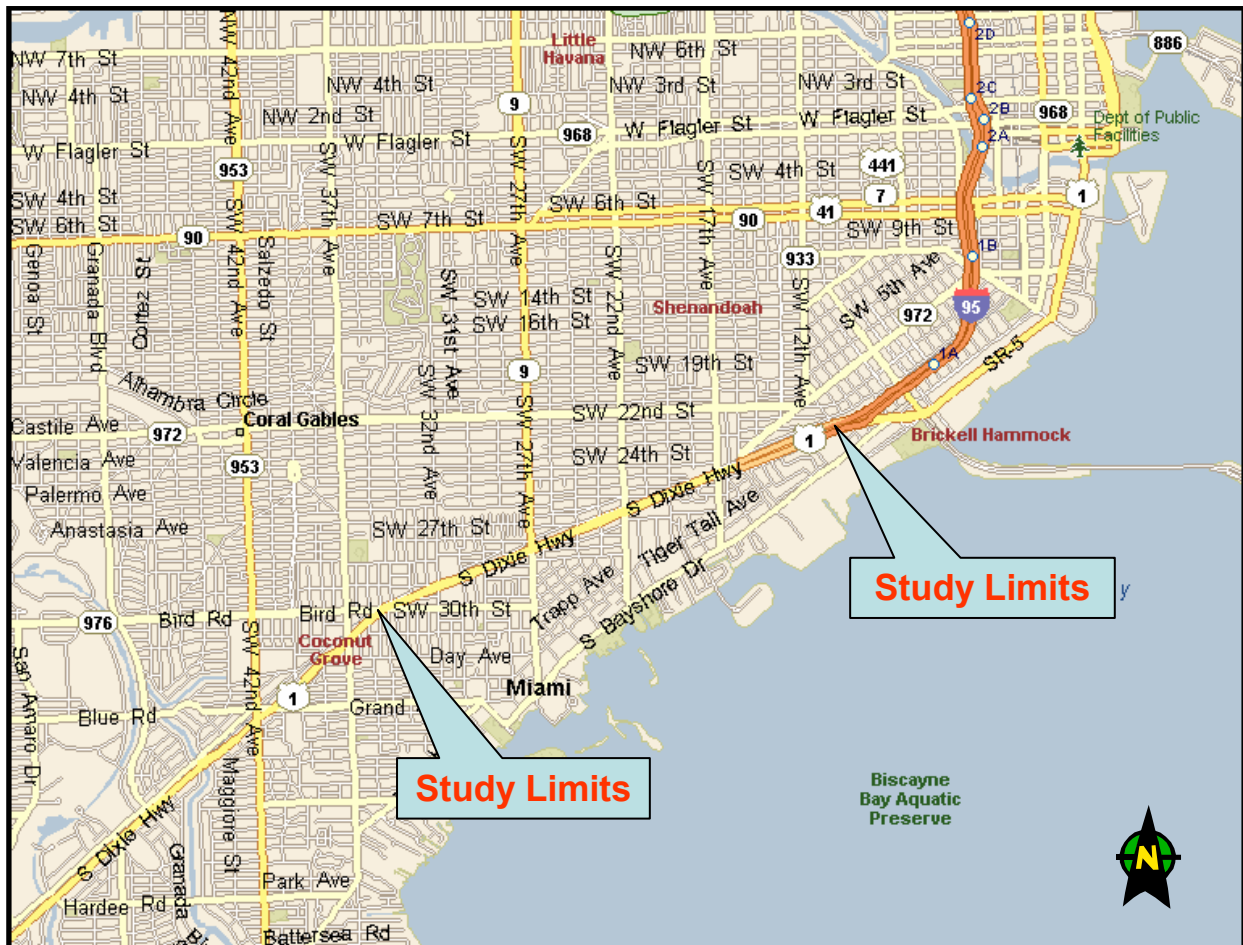 2D
886
Little
Havana
NW 6th St
NW 7th St
NW 42nd Ave
NW 4th St
NW 3rd St
NW 3rd St
2C
NW 4th St
9
2B
968
NW 2nd St
Dept of Public
Facilities
968
W Flagler St
W Flagler St
W Flagler St
2A
W Flagler St
953
441
SW 4th St
SW 37th Ave
SW 27th Ave
SW 17th Ave
7
1
SW 4th St
SW 6th St
41
90
SW 7th St
SW 6th St
SW 9th St
90
SW 42nd Ave
Genoa St
Granada Blvd
Cortez St
Salzedo St
1B
933
SW 31st Ave
SW 22nd Ave
SW 5th Ave
SW 14th St
Shenandoah
SW 12th Ave
95
972
SW 16th St
SW 19th St
1A
SR-5
9
SW 32nd Ave
SW 27th Ave
Alhambra Circle
Coral Gables
SW 22nd St
Castile Ave
972
1
Brickell Hammock
Valencia Ave
953
SW 24th St
Palermo Ave
S Dixie Hwy
Anastasia Ave
SW 27th St
Tiger Tail Ave
S Dixie Hwy
Study Limits
y
Trapp Ave
S Bayshore Dr
976
Bird Rd
Bird Rd
SW 30th St
Coconut
Grove
Day Ave
San Amaro Dr
SW 42nd Ave
Miami
1
Grand
Blue Rd
Study Limits
Maggiore St
Biscayne
Bay Aquatic
Preserve
S Dixie Hwy
Granada
N
Park Ave
Hardee Rd
Battersea Rd